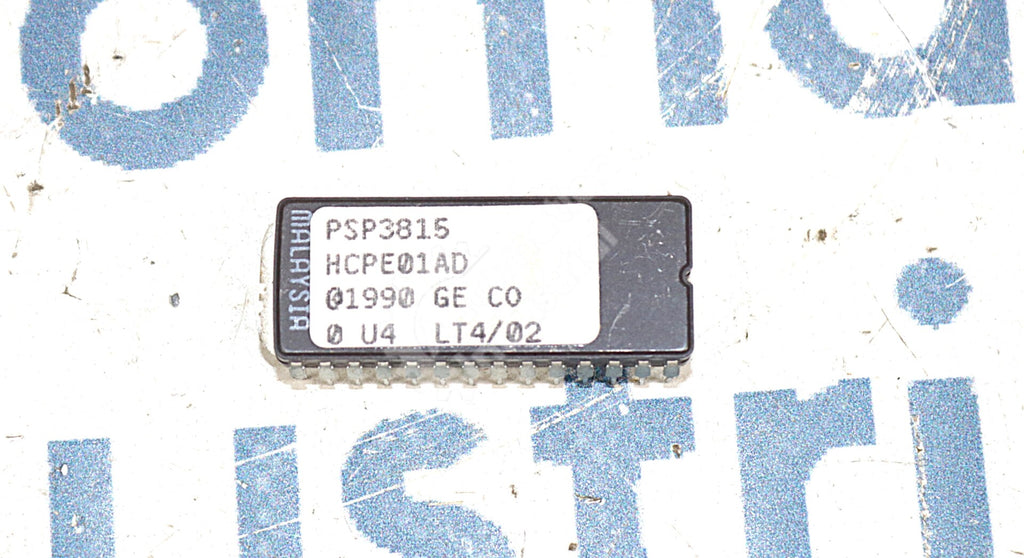 MALAYSIA
PSP3815
HCPE01AD
©1990 GE CO
0 U4 LT4/02